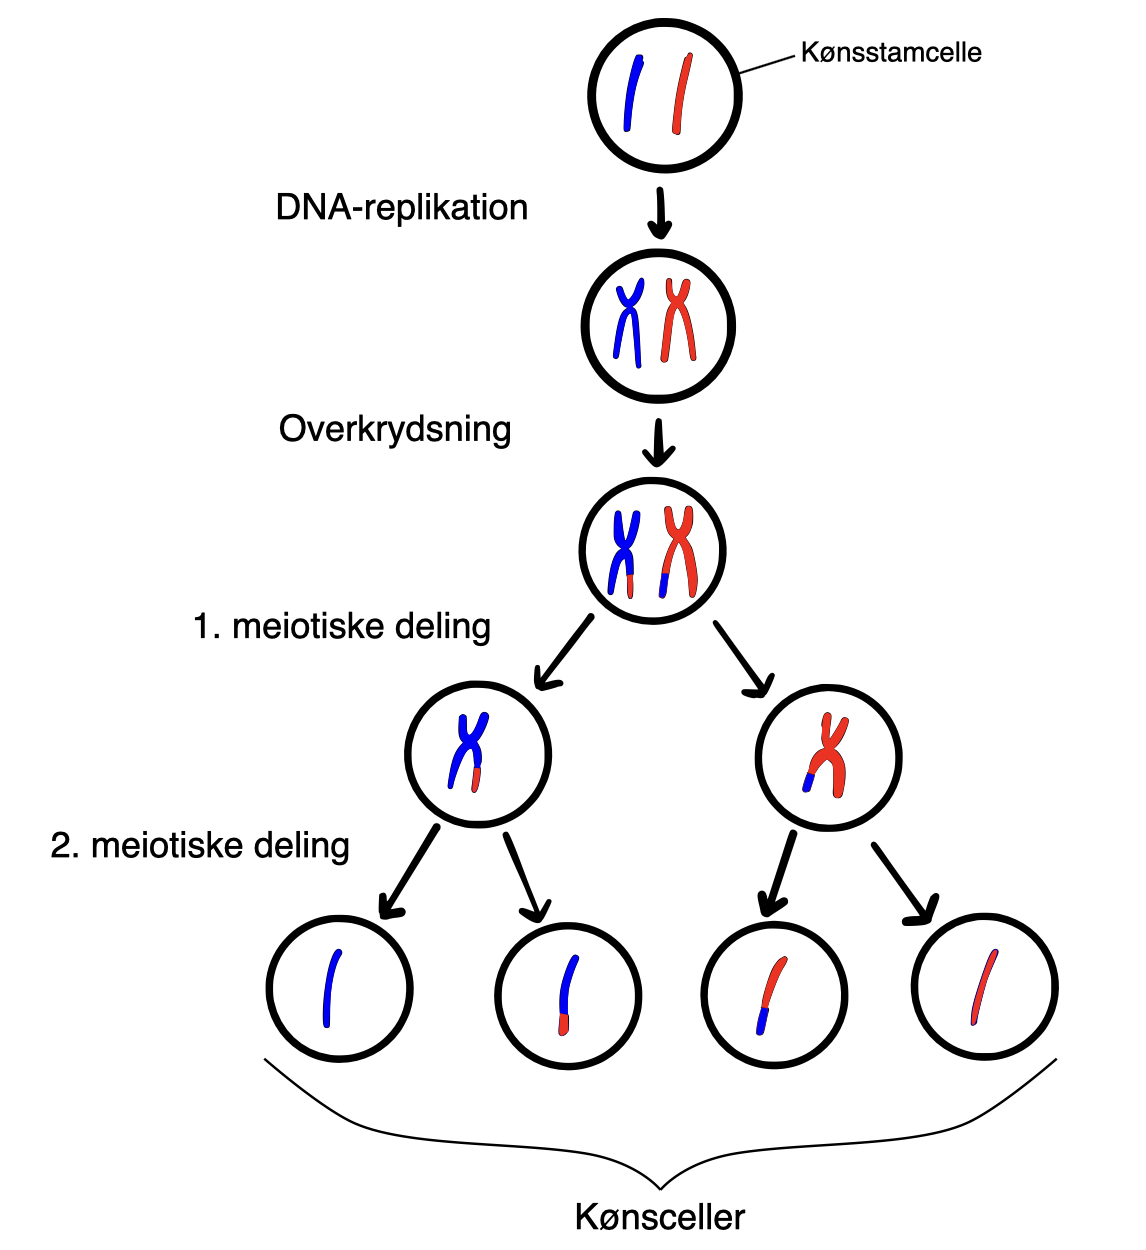 Kønsstamcelle
DNA-replikation
Overkrydsning
1. meiotiske deling
2. meiotiske deling
Kønsceller